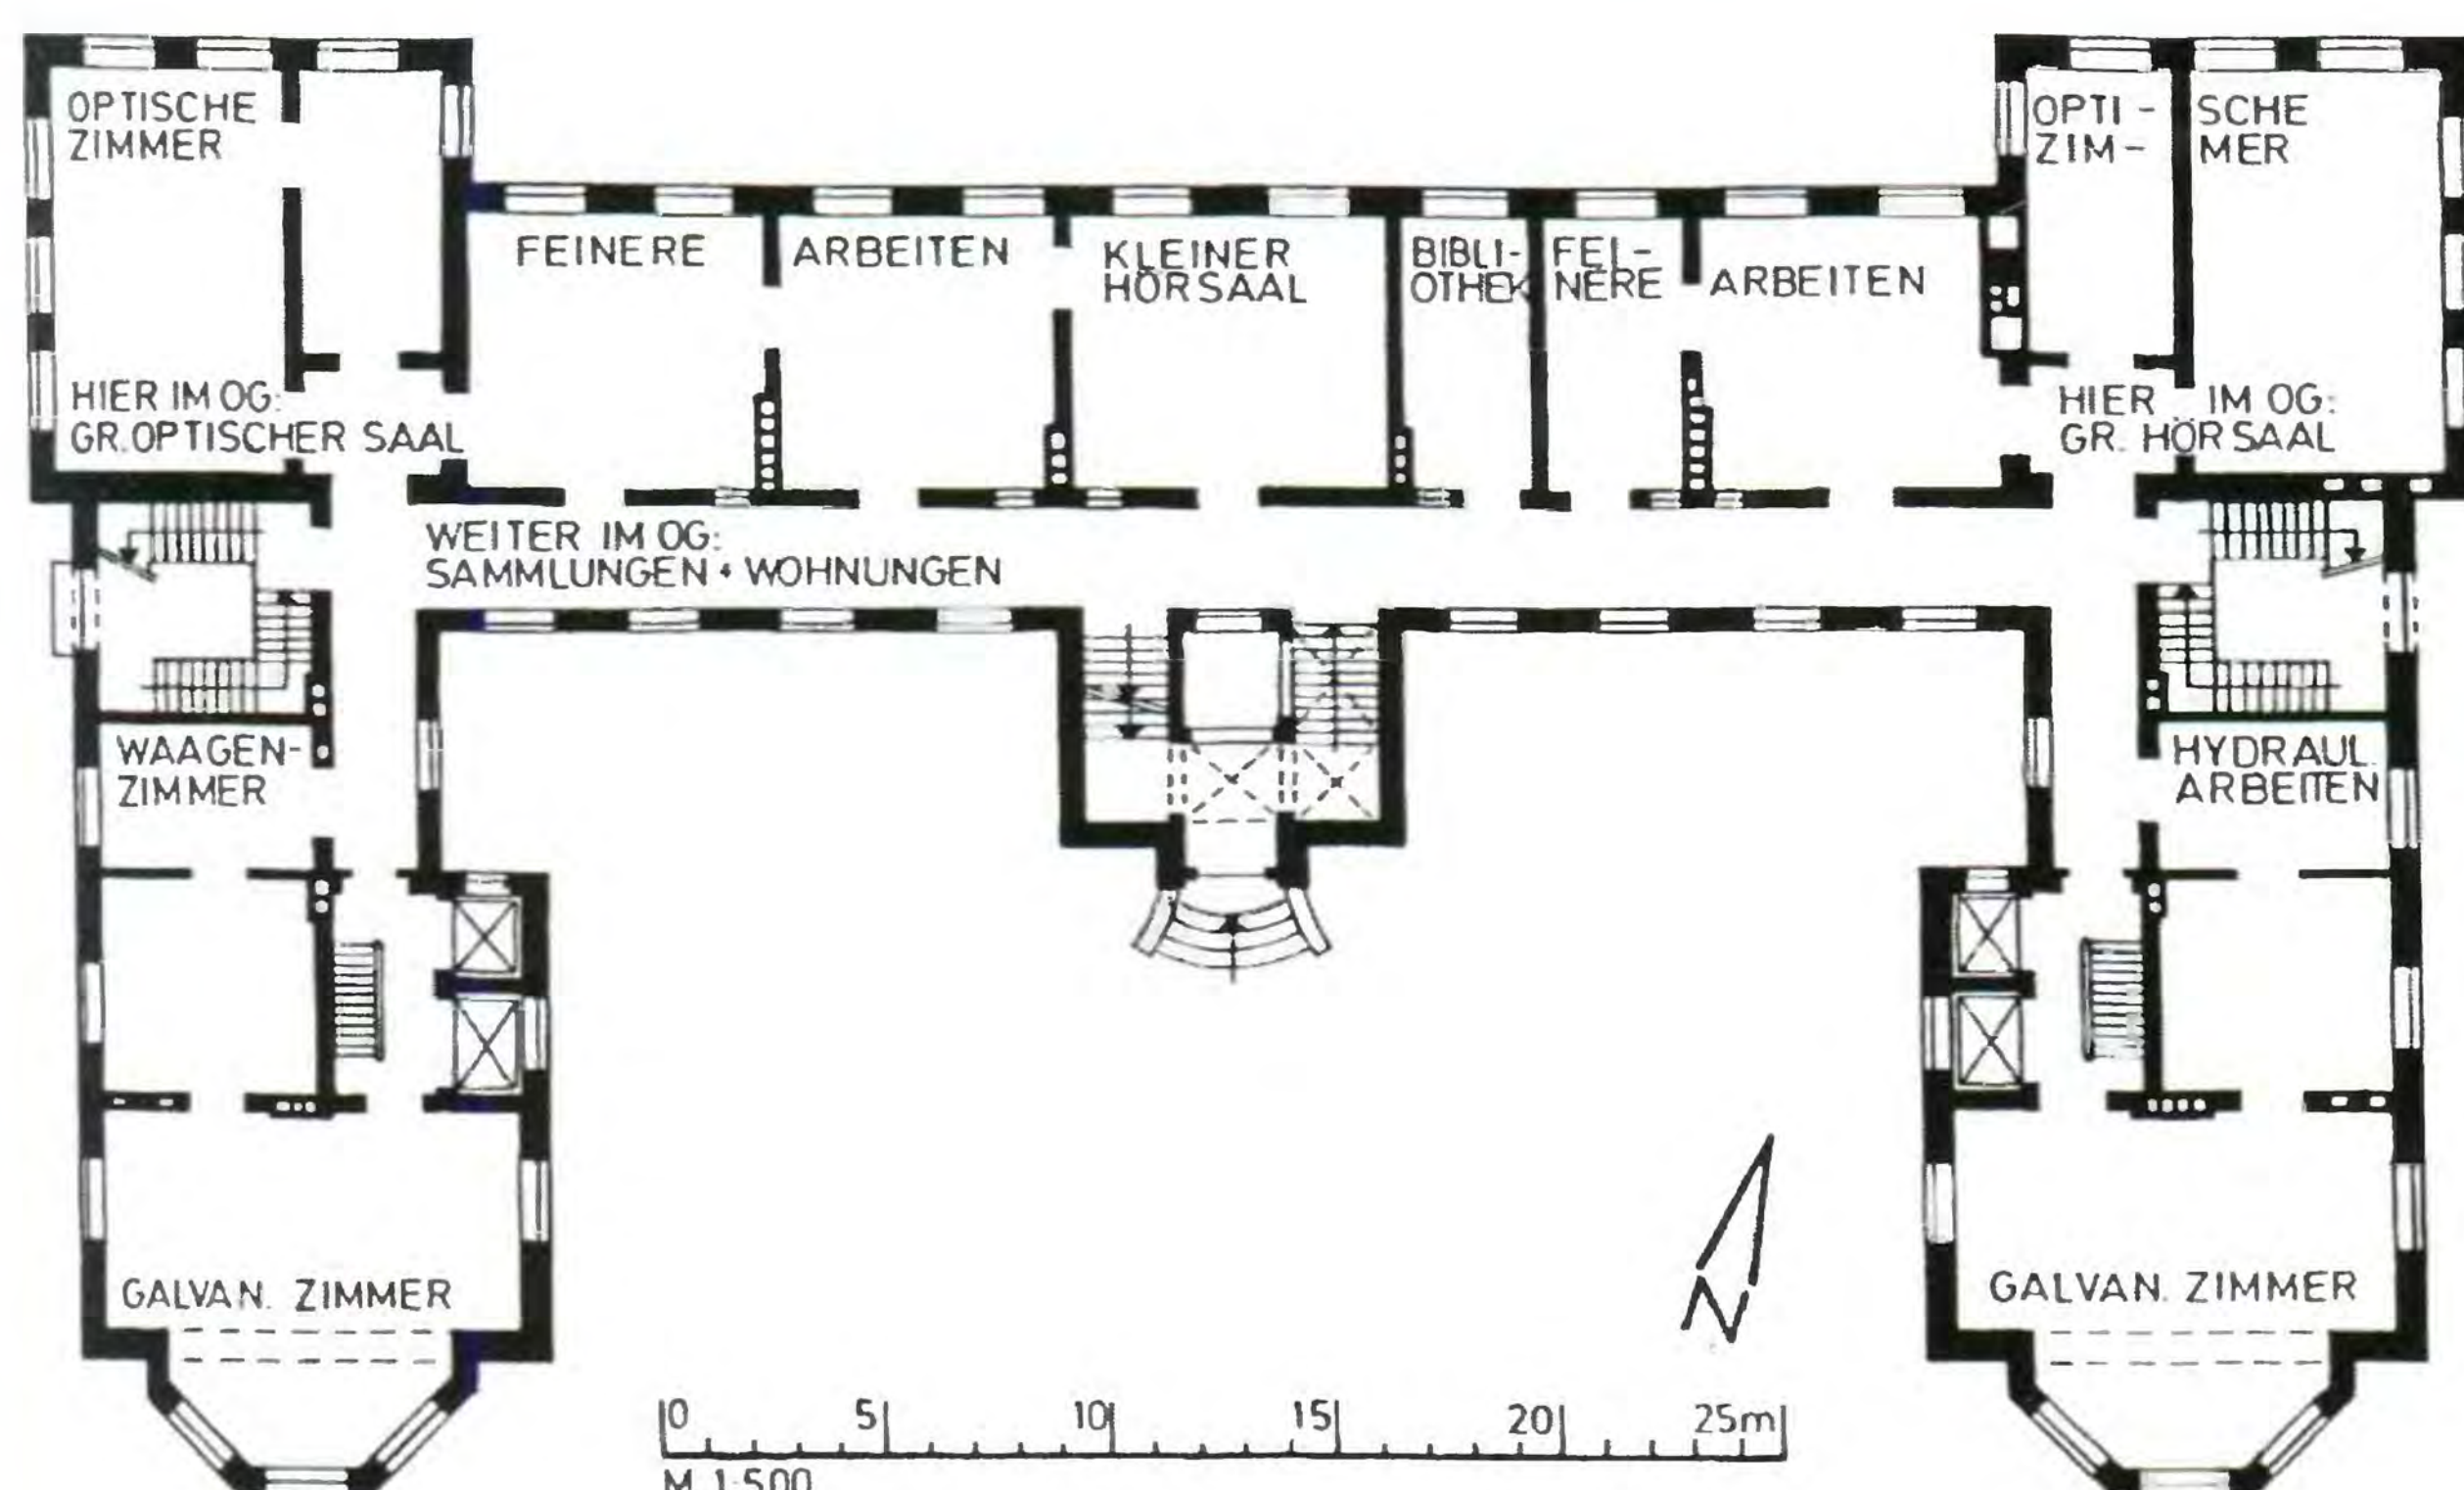 OPTISCHE
ZIMMER
HIER IM OG:
GR. OPTISCHER SAAL
FEINERE
ARBEITEN
KLEINER
HÖRSAAL
BIBLI-
OTHEK
FEI-
NERE
ARBEITEN
OPTI - SCHE
ZIM - MER
HIER IM OG:
GR. HÖRSAAL
WEITER IM OG:
SAMMLUNGEN + WOHNUNGEN
WAAGEN-
ZIMMER
HYDRAUL.
ARBEITEN
GALVAN. ZIMMER
GALVAN. ZIMMER
N
0 5 10 15 20 25m
M 1:500